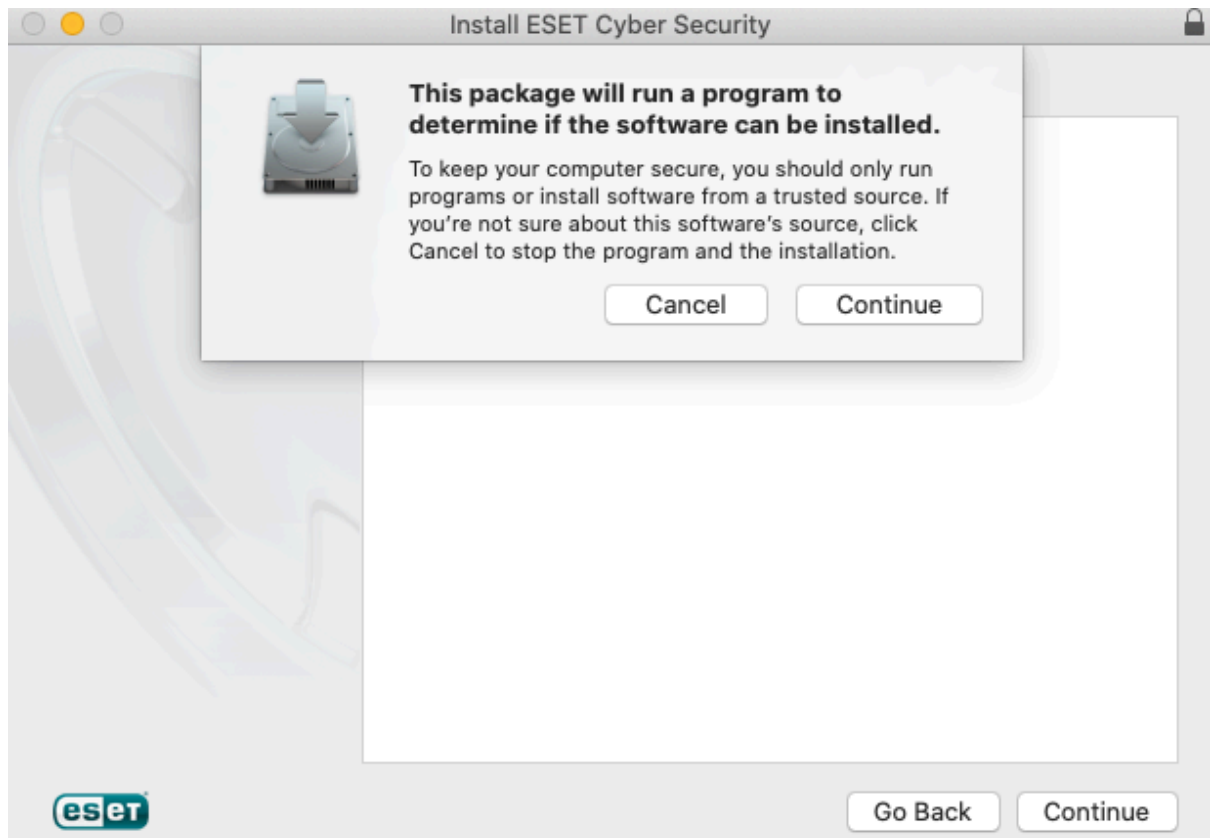 Install ESET Cyber Security
This package will run a program to
determine if the software can be installed.
To keep your computer secure, you should only run
programs or install software from a trusted source. If
you’re not sure about this software’s source, click
Cancel to stop the program and the installation.
Cancel
Continue
eset
Go Back
Continue